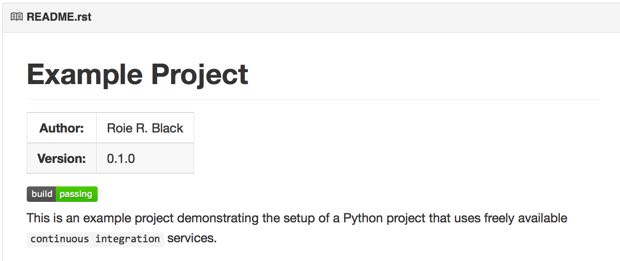 README.rst
Example Project
Author: Roie R. Black
Version: 0.1.0
build passing
This is an example project demonstrating the setup of a Python project that uses freely available
continuous integration services.